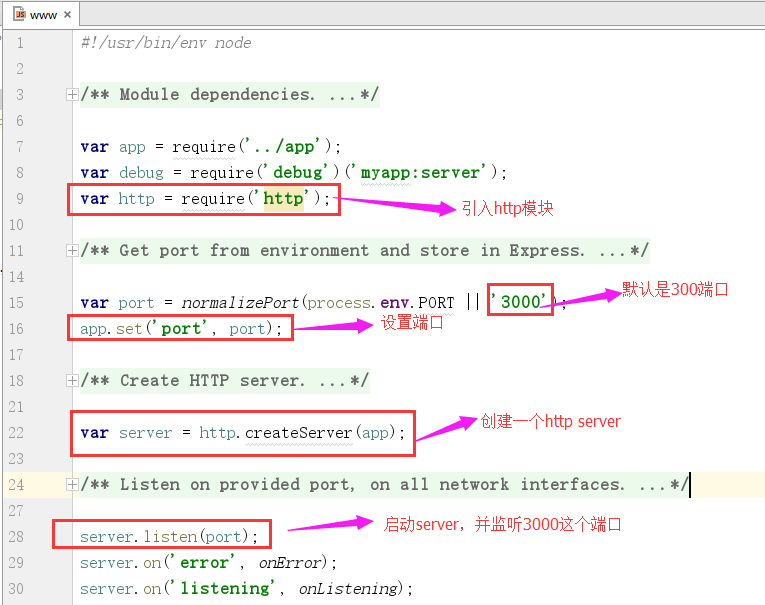 www
1 #!/usr/bin/env node
2
3 /** Module dependencies. ...*/
6
7 var app = require('../app');
8 var debug = require('debug')('myapp:server');
9 var http = require('http'); 引入http模块
10
11 /** Get port from environment and store in Express. ...*/
14
15 var port = normalizePort(process.env.PORT || '3000'); 默认是300端口
16 app.set('port', port); 设置端口
17
18 /** Create HTTP server. ...*/
21
22 var server = http.createServer(app); 创建一个http server
23
24 /** Listen on provided port, on all network interfaces. ...*/
27
28 server.listen(port); 启动server，并监听3000这个端口
29 server.on('error', onError);
30 server.on('listening', onListening);